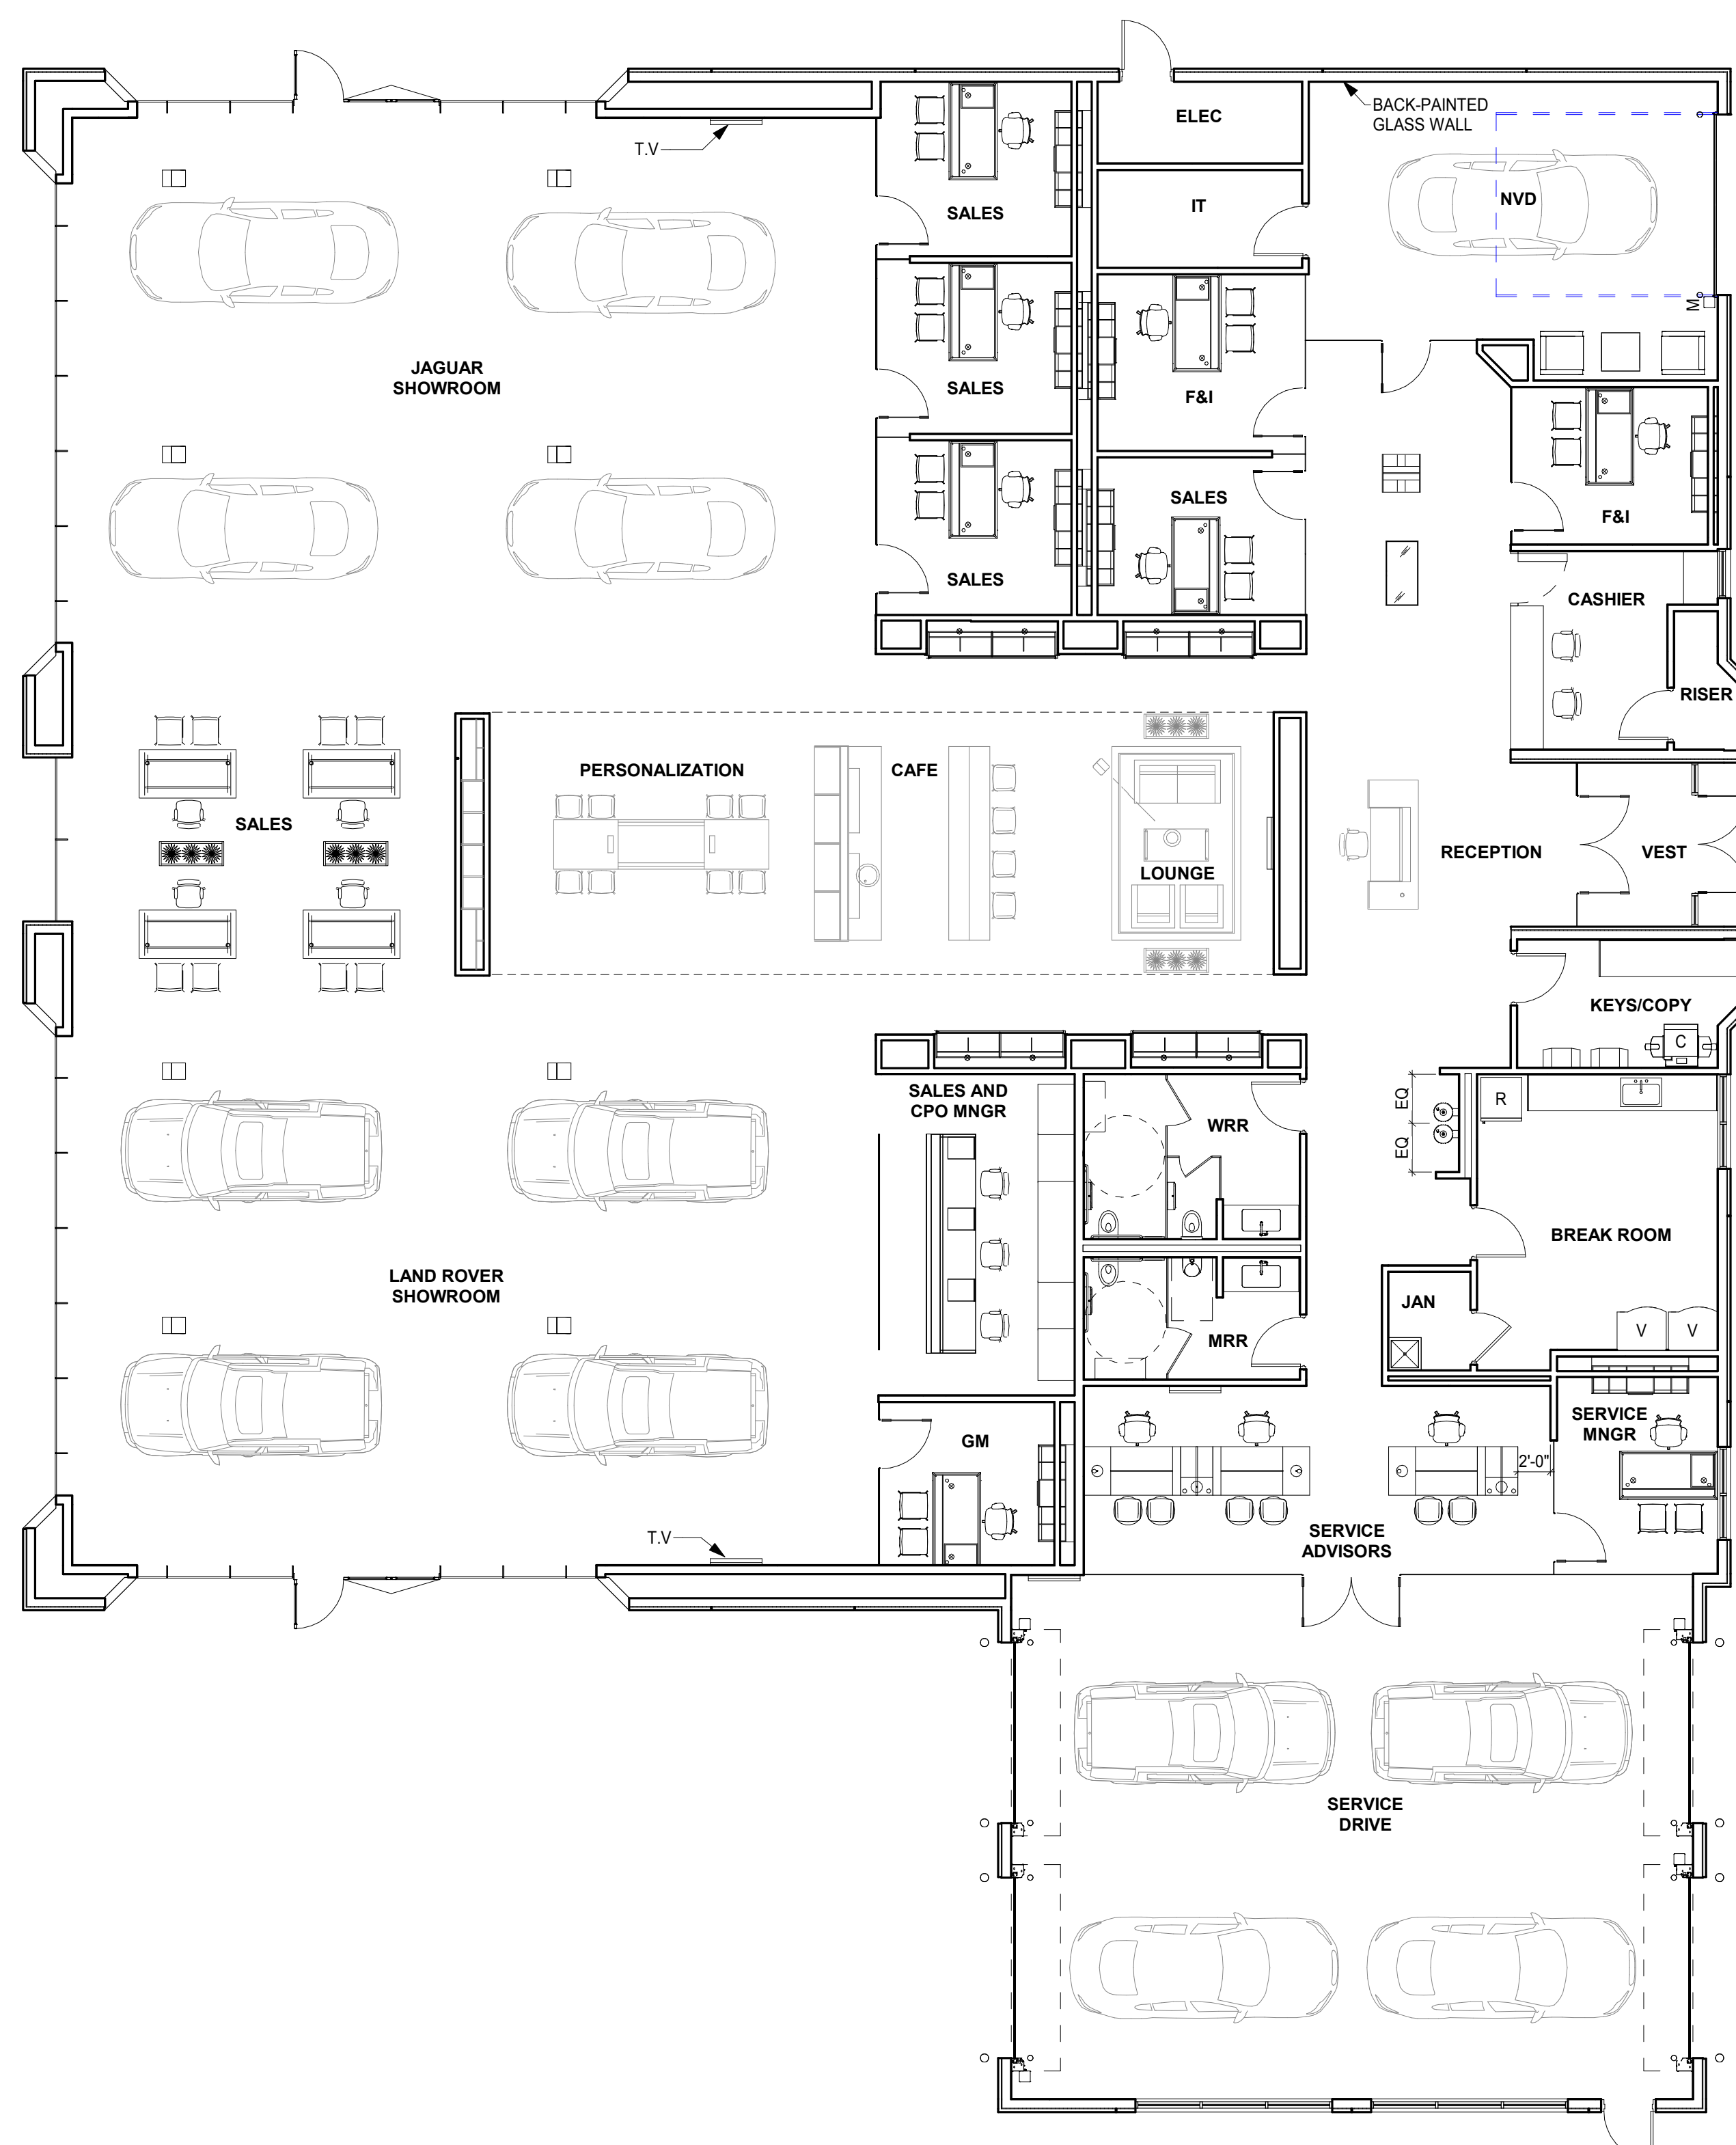 BACK-PAINTED
GLASS WALL
ELEC
T.V
NVD
IT
SALES
M
JAGUAR
SHOWROOM
SALES
F&I
SALES
F&I
SALES
CASHIER
RISER
PERSONALIZATION
CAFE
SALES
LOUNGE
RECEPTION
VEST
KEYS/COPY
C
SALES AND
CPO MNGR
EQ
EQ
R
WRR
BREAK ROOM
LAND ROVER
SHOWROOM
JAN
MRR
V
V
GM
SERVICE
MNGR
2'-0"
T.V
SERVICE
ADVISORS
SERVICE
DRIVE